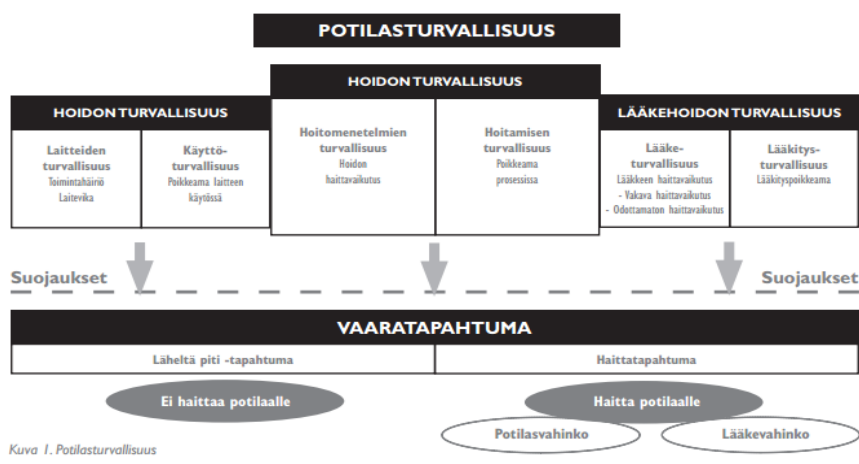 POTILASTURVALLISUUS
HOIDON TURVALLISUUS
HOIDON TURVALLISUUS
LÄÄKEHOIDON TURVALLISUUS
Laitteiden
turvallisuus
Toimintahäiriö
Laitevika
Käyttö-
turvallisuus
Poikkeama laitteen
käytössä
Hoitomenetelmien
turvallisuus
Hoidon
haittavaikutus
Hoitamisen
turvallisuus
Poikkeama
prosessissa
Lääke-
turvallisuus
Lääkkeen haittavaikutus
- Vakava haittavaikutus
- Odottamaton haittavaikutus
Lääkitys-
turvallisuus
Lääkityspoikkeama
Suojaukset
Suojaukset
VAARATAPAHTUMA
Läheltä piti -tapahtuma
Haittatapahtuma
Ei haittaa potilaalle
Haitta potilaalle
Potilasvahinko
Lääkevahinko
Kuva 1. Potilasturvallisuus